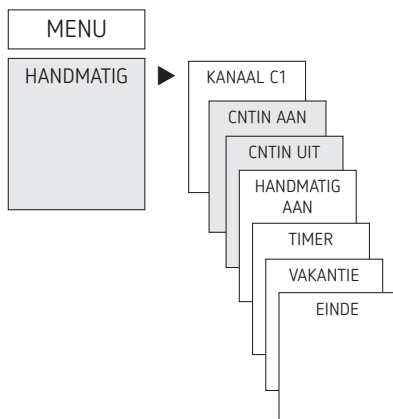 MENU
HANDMATIG
KANAAL C1
CNTIN AAN
CNTIN UIT
HANDMATIG
AAN
TIMER
VAKANTIE
EINDE